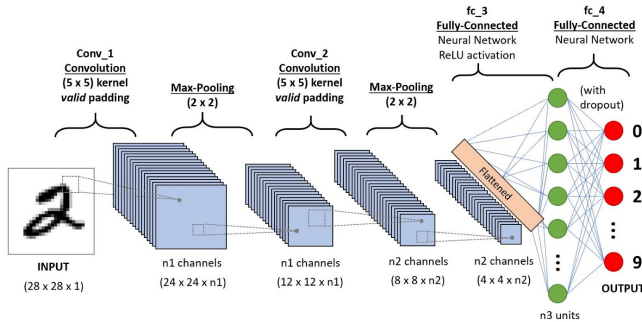 fc_3
Fully-Connected
Neural Network
ReLU activation
fc_4
Fully-Connected
Neural Network
Conv_1
Convolution
(5 x 5) kernel
valid padding
Max-Pooling
(2 x 2)
Conv_2
Convolution
(5 x 5) kernel
valid padding
Max-Pooling
(2 x 2)
(with
dropout)
0
1
2
9
Flattened
INPUT
(28 x 28 x 1)
n1 channels
(24 x 24 x n1)
n1 channels
(12 x 12 x n1)
n2 channels
(8 x 8 x n2)
n2 channels
(4 x 4 x n2)
OUTPUT
n3 units
2